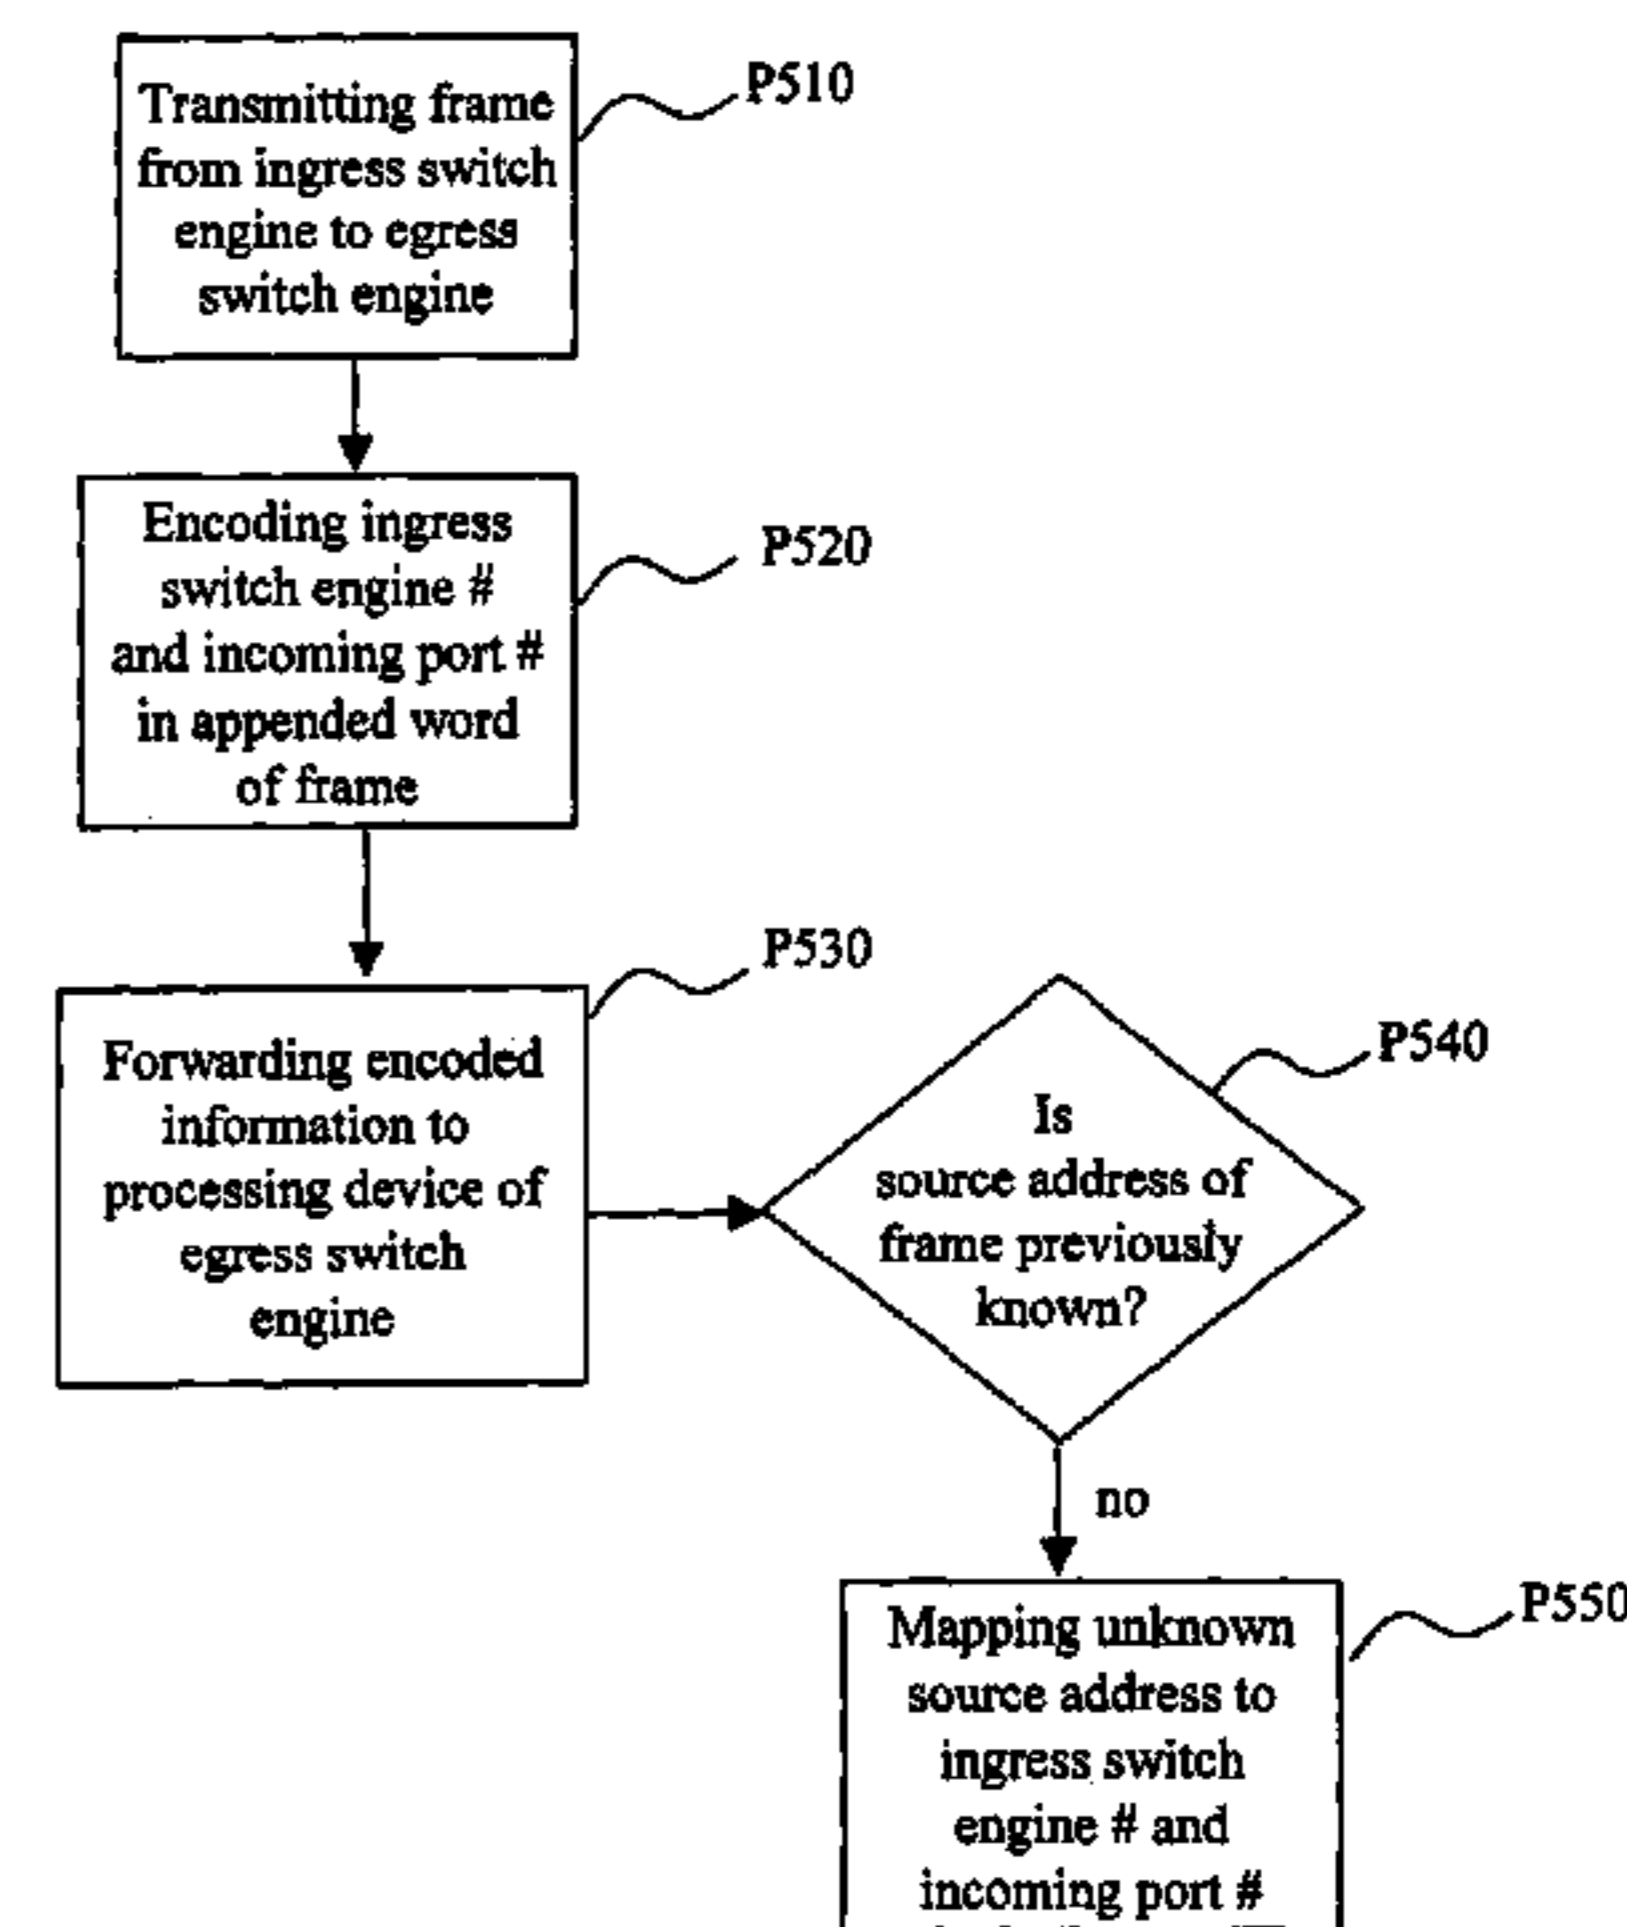 Transmitting frame
from ingress switch
engine to egress
switch engine
P510
Encoding ingress
switch engine #
and incoming port #
in appended word
of frame
P520
Forwarding encoded
information to
processing device of
egress switch
engine
P530
Is
source address of
frame previously
known?
P540
no
Mapping unknown
source address to
ingress switch
engine # and
incoming port #
P550